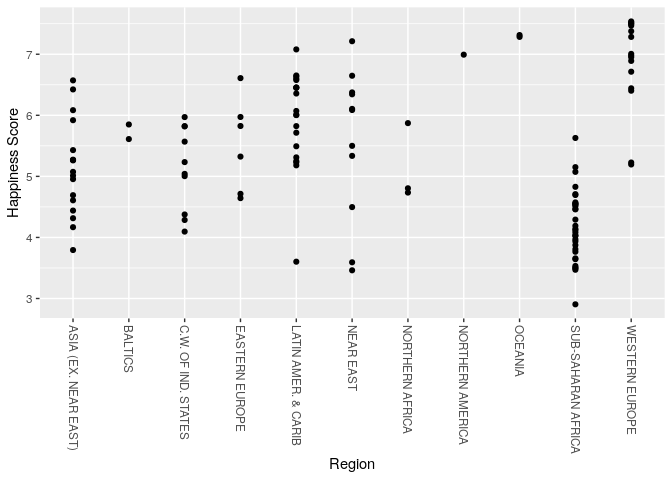 7
6
5
4
3
Happiness Score
ASIA (EX. NEAR EAST)
BALTICS
C.W. OF IND. STATES
EASTERN EUROPE
LATIN AMER. & CARIB
NEAR EAST
NORTHERN AFRICA
NORTHERN AMERICA
OCEANIA
SUB-SAHARAN AFRICA
WESTERN EUROPE
Region